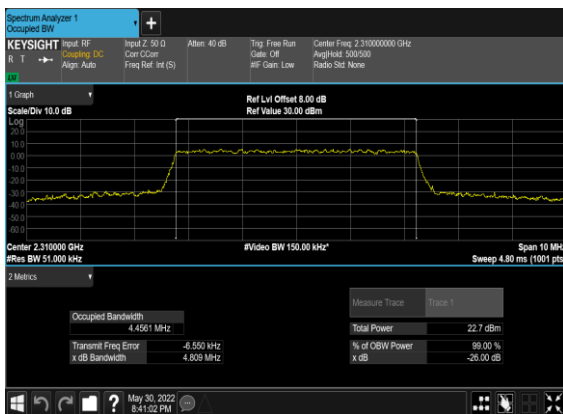 Spectrum Analyzer 1
Occupied BW
+
KEYSIGHT Input: RF Input Z: 50 Ω Atten: 40 dB Trig: Free Run Center Freq: 2.310000000 GHz
R T Coupling: DC Corr CCorr Gate: Off Avg|Hold: 500/500
Align: Auto Freq Ref: Int (S) #IF Gain: Low Radio Std: None
LM
1 Graph
Ref Lvl Offset 8.00 dB
Scale/Div 10.0 dB Ref Value 30.00 dBm
Log
20.0
10.0
0.00
-10.0
-20.0
-30.0
-40.0
-50.0
-60.0
Center 2.310000 GHz #Video BW 150.00 kHz* Span 10 MHz
#Res BW 51.000 kHz Sweep 4.80 ms (1001 pts)
2 Metrics
Measure Trace Trace 1
Occupied Bandwidth
4.4561 MHz Total Power 22.7 dBm
Transmit Freq Error -6.550 kHz % of OBW Power 99.00 %
x dB Bandwidth 4.809 MHz x dB -26.00 dB
? May 30, 2022
8:41:02 PM